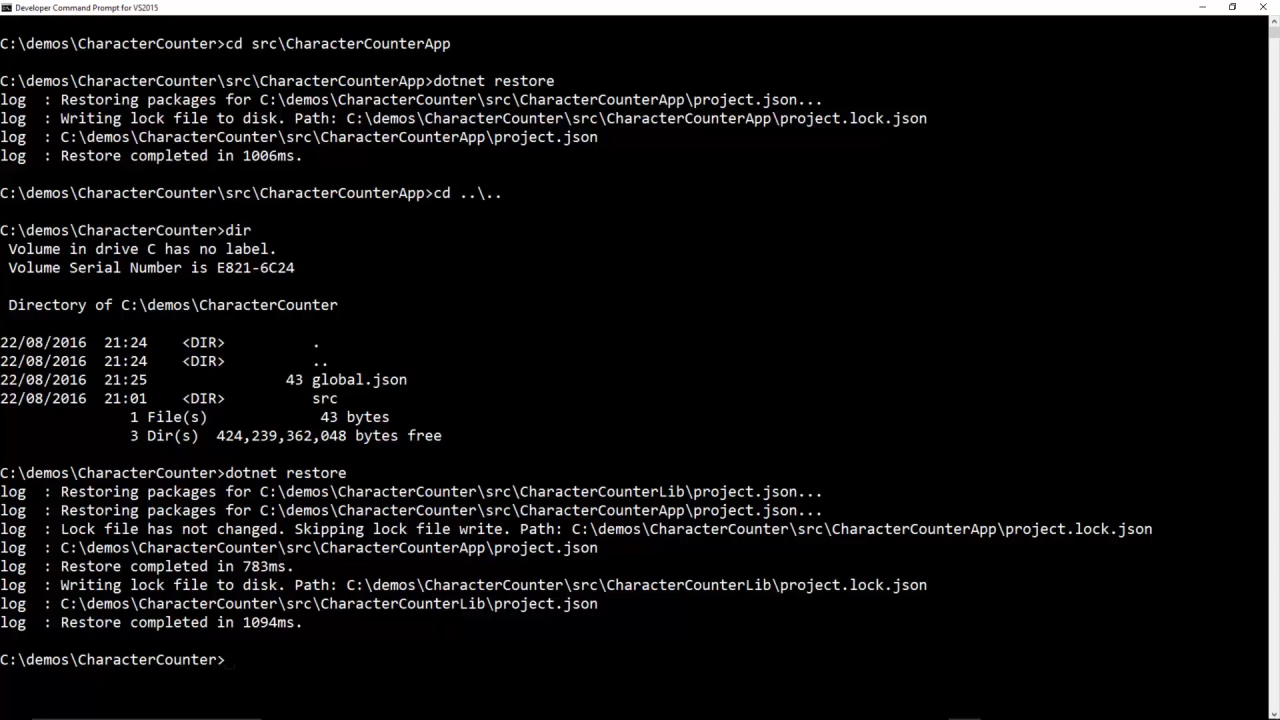 Developer Command Prompt for VS2015
C:\demos\CharacterCounter>cd src\CharacterCounterApp
C:\demos\CharacterCounter\src\CharacterCounterApp>dotnet restore
log  : Restoring packages for C:\demos\CharacterCounter\src\CharacterCounterApp\project.json...
log  : Writing lock file to disk. Path: C:\demos\CharacterCounter\src\CharacterCounterApp\project.lock.json
log  : C:\demos\CharacterCounter\src\CharacterCounterApp\project.json
log  : Restore completed in 1006ms.
C:\demos\CharacterCounter\src\CharacterCounterApp>cd ..\..
C:\demos\CharacterCounter>dir
Volume in drive C has no label.
Volume Serial Number is E821-6C24
Directory of C:\demos\CharacterCounter
22/08/2016  21:24    <DIR>          .
22/08/2016  21:24    <DIR>          ..
22/08/2016  21:25                43 global.json
22/08/2016  21:01    <DIR>          src
1 File(s)             43 bytes
3 Dir(s)  424,239,362,048 bytes free
C:\demos\CharacterCounter>dotnet restore
log  : Restoring packages for C:\demos\CharacterCounter\src\CharacterCounterLib\project.json...
log  : Restoring packages for C:\demos\CharacterCounter\src\CharacterCounterApp\project.json...
log  : Lock file has not changed. Skipping lock file write. Path: C:\demos\CharacterCounter\src\CharacterCounterApp\project.lock.json
log  : C:\demos\CharacterCounter\src\CharacterCounterApp\project.json
log  : Restore completed in 783ms.
log  : Writing lock file to disk. Path: C:\demos\CharacterCounter\src\CharacterCounterLib\project.lock.json
log  : C:\demos\CharacterCounter\src\CharacterCounterLib\project.json
log  : Restore completed in 1094ms.
C:\demos\CharacterCounter>